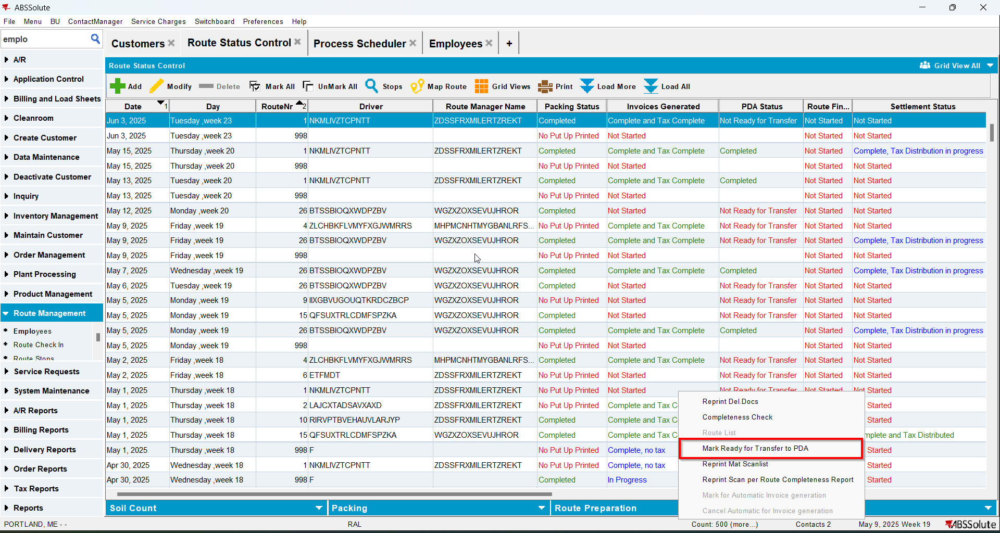 ABSSolute
File Menu BU ContactManager Service Charges Switchboard Preferences Help
emplo
Customers Route Status Control Process Scheduler Employees +
A/R
Application Control
Billing and Load Sheets
Cleanroom
Create Customer
Data Maintenance
Deactivate Customer
Inquiry
Inventory Management
Maintain Customer
Order Management
Plant Processing
Product Management
Route Management
Employees
Route Check In
Route Stops
Service Requests
System Maintenance
A/R Reports
Billing Reports
Delivery Reports
Order Reports
Tax Reports
Reports
Route Status Control Grid View All
Add Modify Delete Mark All UnMark All Stops Map Route Grid Views Print Load More Load All
Date 1 Day RouteNr 2 Driver Route Manager Name Packing Status Invoices Generated PDA Status Route Fin... Settlement Status
Jun 3, 2025 Tuesday ,week 23 1 NKMLIVZTCPNTT ZDSSFRXMILERTZREKT Completed Complete and Tax Complete Not Ready for Transfer Not Started Not Started
Jun 3, 2025 Tuesday ,week 23 998 No Put Up Printed Not Started Not Started Not Started
May 15, 2025 Thursday ,week 20 1 NKMLIVZTCPNTT ZDSSFRXMILERTZREKT Completed Complete and Tax Complete Completed Not Started Complete, Tax Distribution in progress
May 15, 2025 Thursday ,week 20 998 No Put Up Printed Not Started Not Started Not Started
May 13, 2025 Tuesday ,week 20 1 NKMLIVZTCPNTT ZDSSFRXMILERTZREKT Completed Complete and Tax Complete Completed Not Started Not Started
May 13, 2025 Tuesday ,week 20 998 No Put Up Printed Not Started Not Started Not Started
May 12, 2025 Monday ,week 20 26 BTSSBIOQXWDPZBV WGZXZOXSEVUJHROR Completed Not Started Not Ready for Transfer Not Started Not Started
May 9, 2025 Friday ,week 19 4 ZLCHBKFLVMYFXGJWMRRS MHPMCNHTMYGBANLRFS... No Put Up Printed Complete and Tax Complete Not Ready for Transfer Not Started Not Started
May 9, 2025 Friday ,week 19 26 BTSSBIOQXWDPZBV WGZXZOXSEVUJHROR Completed Complete and Tax Complete Not Ready for Transfer Not Started Complete, Tax Distribution in progress
May 9, 2025 Friday ,week 19 998 No Put Up Printed Not Started Not Started Not Started
May 7, 2025 Wednesday ,week 19 26 BTSSBIOQXWDPZBV WGZXZOXSEVUJHROR Completed Complete and Tax Complete Completed Not Started Complete, Tax Distribution in progress
May 6, 2025 Tuesday ,week 19 26 BTSSBIOQXWDPZBV WGZXZOXSEVUJHROR Completed Not Started Not Ready for Transfer Not Started Not Started
May 5, 2025 Monday ,week 19 9 IIXGBVUGOUQTKRDCZBCP WGZXZOXSEVUJHROR No Put Up Printed Not Started Not Ready for Transfer Not Started Not Started
May 5, 2025 Monday ,week 19 15 QFSUXTRLCDMFSPZKA WGZXZOXSEVUJHROR Completed Not Started Not Ready for Transfer Not Started Not Started
May 5, 2025 Monday ,week 19 26 BTSSBIOQXWDPZBV WGZXZOXSEVUJHROR Completed Complete and Tax Complete Completed Not Started Complete, Tax Distribution in progress
May 5, 2025 Monday ,week 19 998 No Put Up Printed Not Started Not Started Not Started
May 2, 2025 Friday ,week 18 4 ZLCHBKFLVMYFXGJWMRRS MHPMCNHTMYGBANLRFS... Completed Complete and Tax Complete Not Ready for Transfer Not Started Not Started
May 2, 2025 Friday ,week 18 6 ETFMDT ZDSSFRXMILERTZREKT No Put Up Printed Not Started Not Ready for Transfer Not Started Not Started
May 1, 2025 Thursday ,week 18 1 NKMLIVZTCPNTT ZDSSFRXMILERTZREKT No Put Up Printed Not Started Not Ready for Transfer Not Started Not Started
May 1, 2025 Thursday ,week 18 2 LAJCXTADSAVXAXD ZDSSFRXMILERTZREKT No Put Up Printed Complete and Tax C Started
May 1, 2025 Thursday ,week 18 10 RIRVPTBVEHAUVLARJYP ZDSSFRXMILERTZREKT Completed Complete and Tax C Started
May 1, 2025 Thursday ,week 18 15 QFSUXTRLCDMFSPZKA WGZXZOXSEVUJHROR Completed Complete and Tax C mplete and Tax Distributed
May 1, 2025 Thursday ,week 18 998 F No Put Up Printed Complete, no tax Started
Apr 30, 2025 Wednesday ,week 18 1 NKMLIVZTCPNTT ZDSSFRXMILERTZREKT No Put Up Printed Complete, no tax Started
Apr 30, 2025 Wednesday ,week 18 998 F Completed In Progress Started
Reprint Del.Docs
Completeness Check
Route List
Mark Ready for Transfer to PDA
Reprint Mat Scanlist
Reprint Scan per Route Completeness Report
Mark for Automatic Invoice generation
Cancel Automatic for Invoice generation
Soil Count Packing Route Preparation
PORTLAND, ME - - RAL Count: 500 (more...) Contacts 2 May 9, 2025 Week 19 ABSSolute